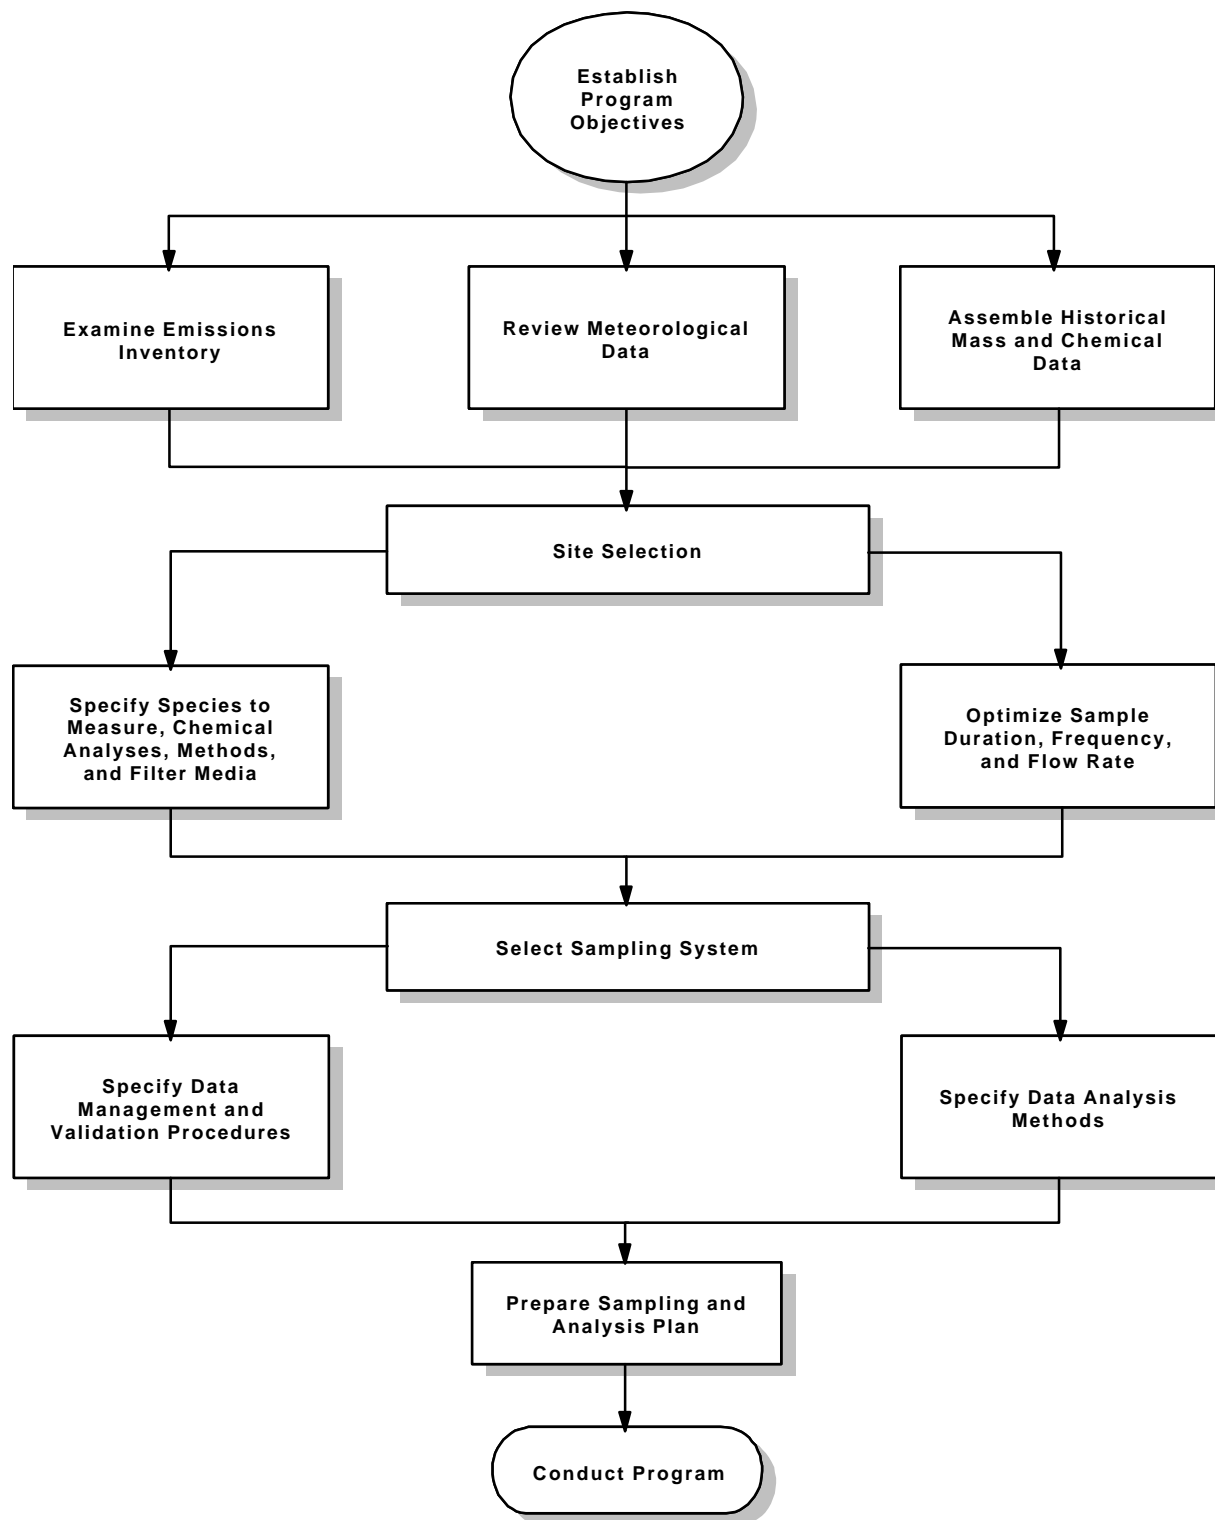 Establish
Program
Objectives
Examine Emissions
Inventory
Review Meteorological
Data
Assemble Historical
Mass and Chemical
Data
Site Selection
Specify Species to
Measure, Chemical
Analyses, Methods,
and Filter Media
Optimize Sample
Duration, Frequency,
and Flow Rate
Select Sampling System
Specify Data
Management and
Validation Procedures
Specify Data Analysis
Methods
Prepare Sampling and
Analysis Plan
Conduct Program